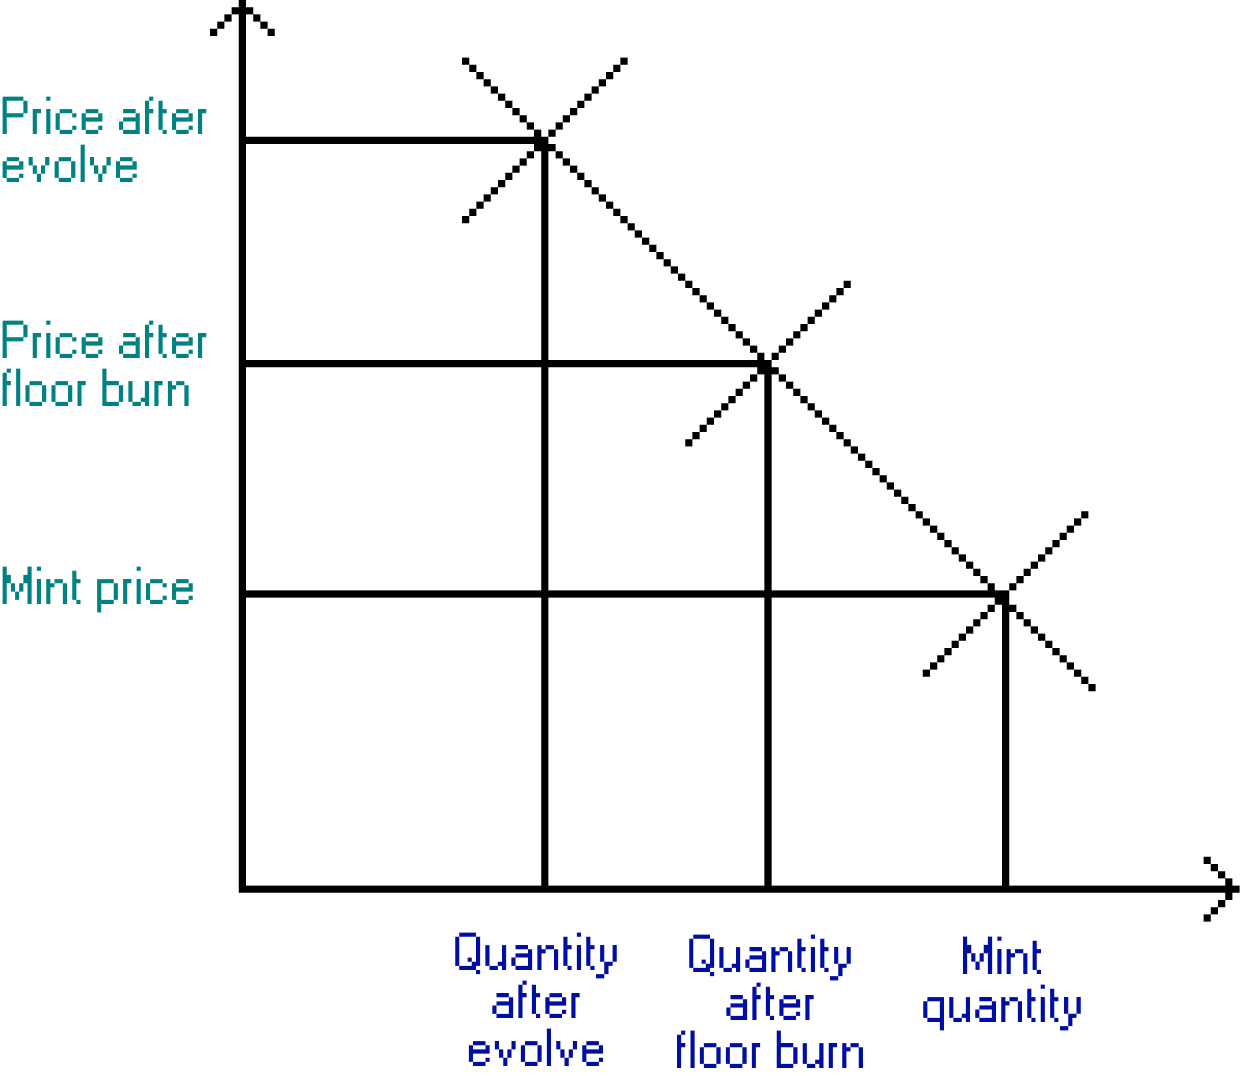 Price after
evolve
Price after
floor burn
Mint price
Quantity
after
evolve
Quantity
after
floor burn
Mint
quantity